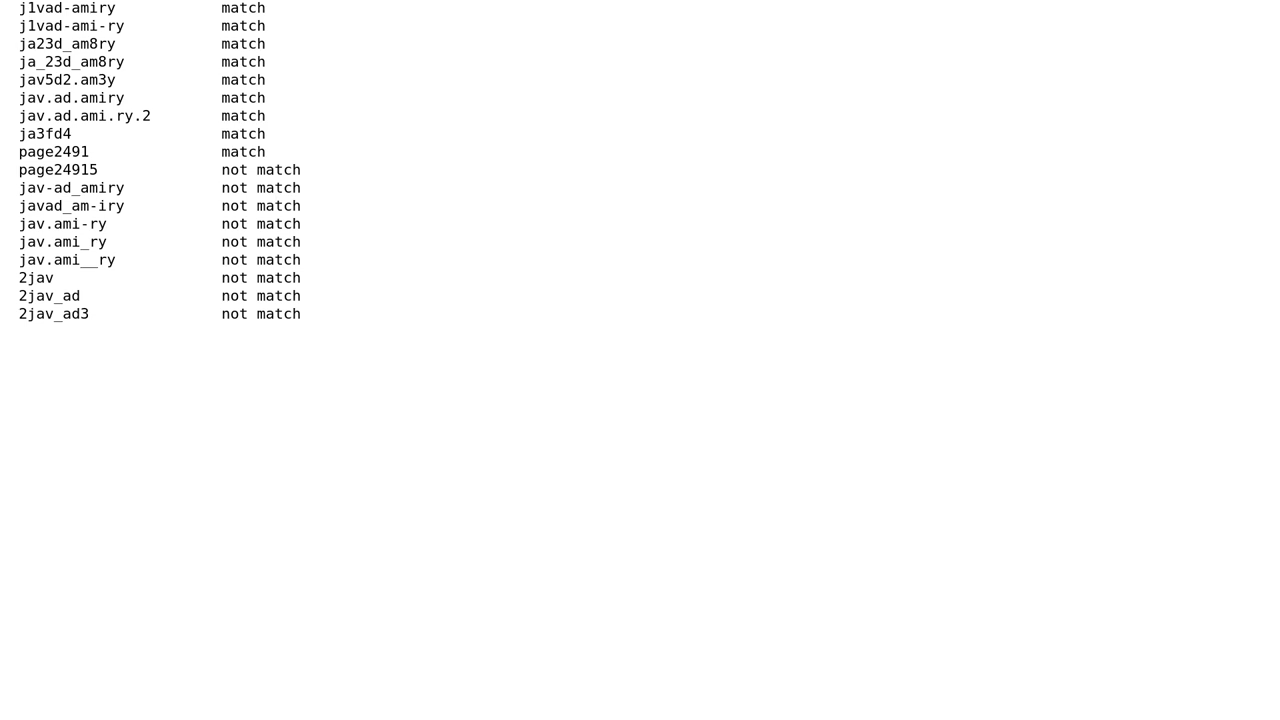 j1vad-amiry match
j1vad-ami-ry match
ja23d_am8ry match
ja_23d_am8ry match
jav5d2.am3y match
jav.ad.amiry match
jav.ad.ami.ry.2 match
ja3fd4 match
page2491 match
page24915 not match
jav-ad_amiry not match
javad_am-iry not match
jav.ami-ry not match
jav.ami_ry not match
jav.ami__ry not match
2jav not match
2jav_ad not match
2jav_ad3 not match